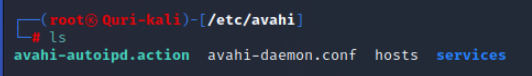 ┌──(root㉿Quri-kali)-[/etc/avahi]
└─# ls
avahi-autoipd.action  avahi-daemon.conf  hosts  services